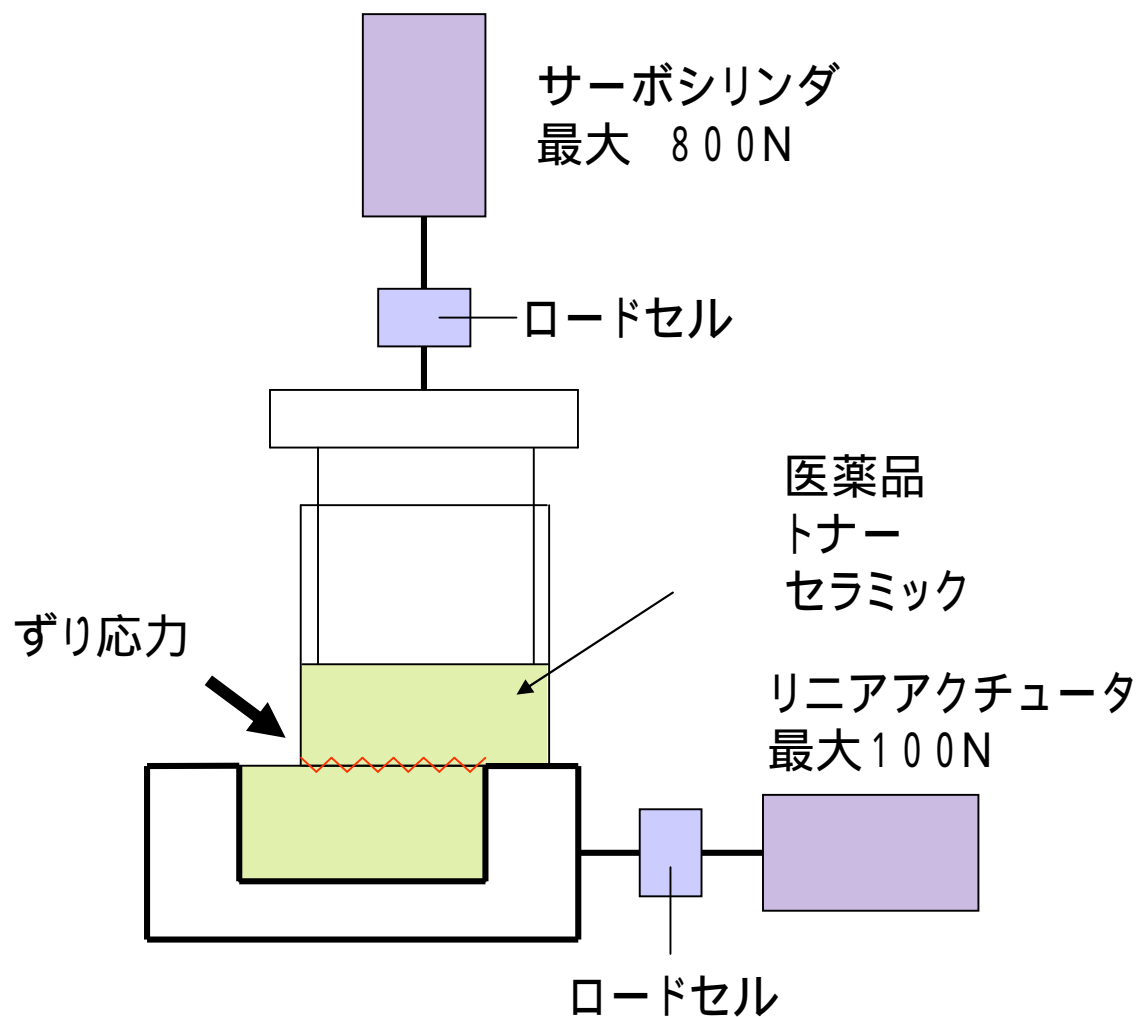 サーボシリンダ
最大 800N
ロードセル
医薬品
トナー
セラミック
ずり応力
リニアアクチュータ
最大100N
ロードセル